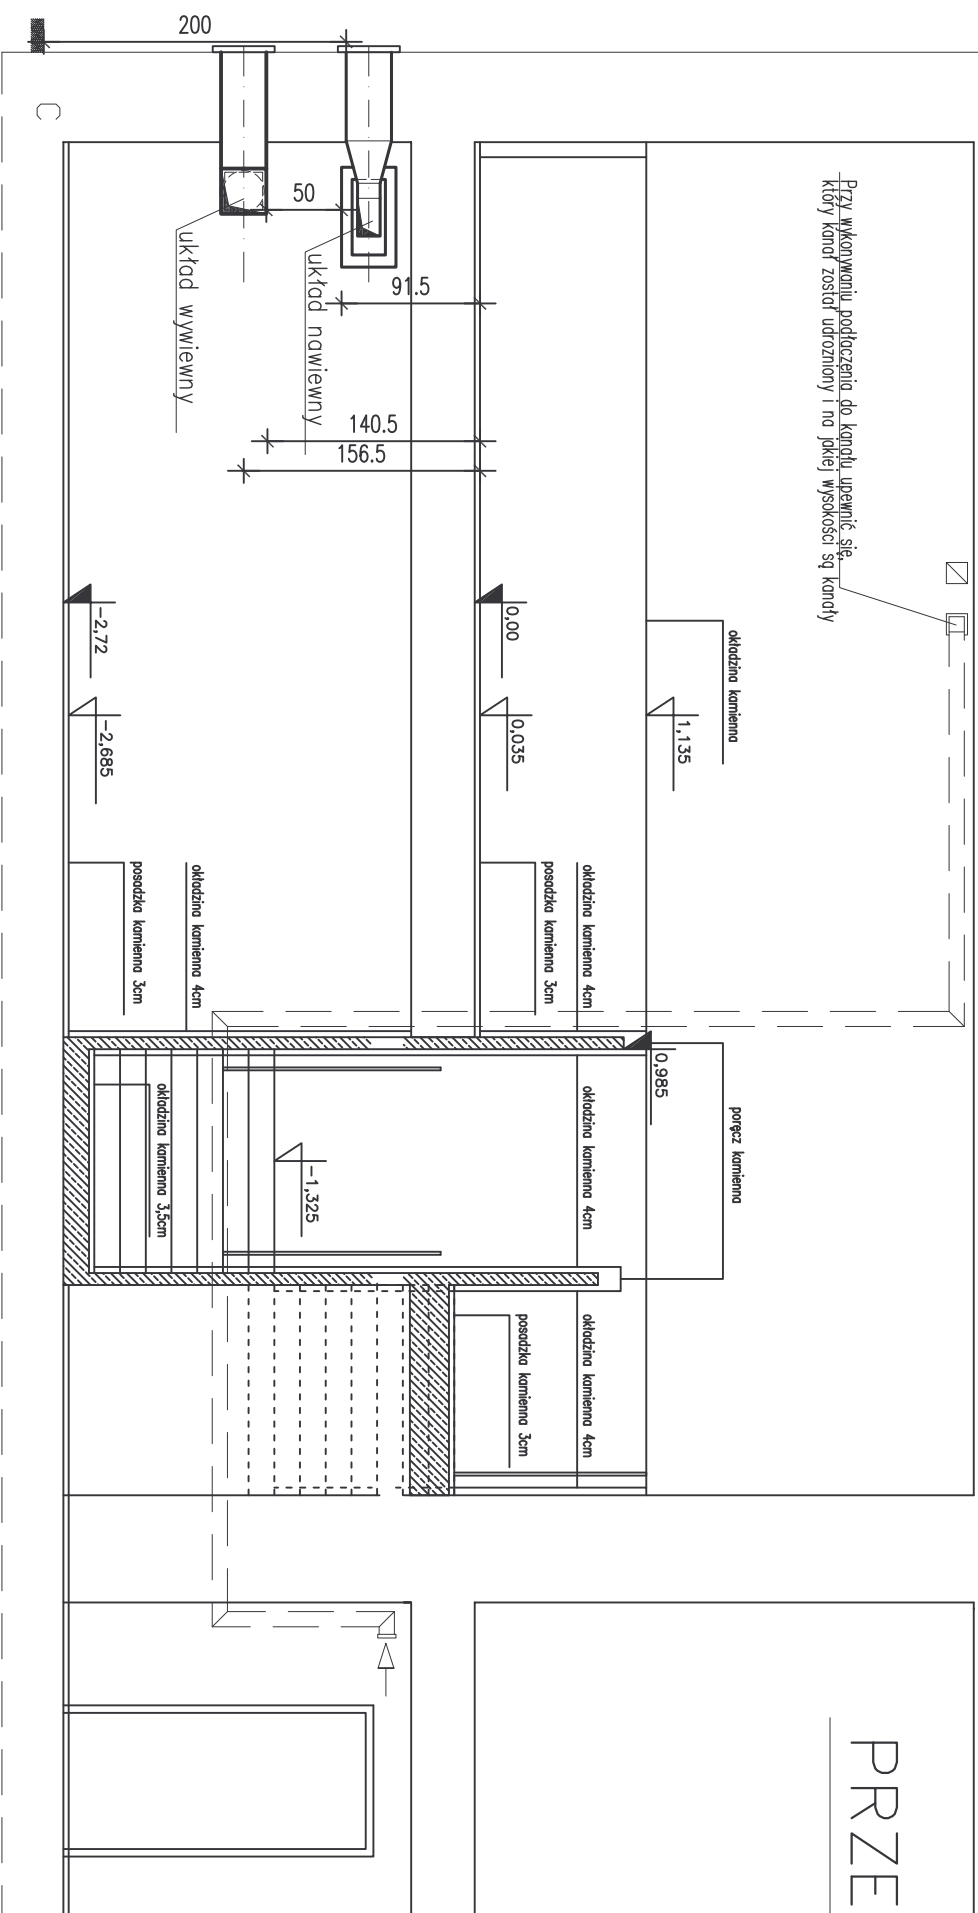 PRZE
Przy wykonywaniu podłączenia do kanału upewnić się,
który kanał został udrożniony i na jakiej wysokości są kanały
okładzina kamienna
poręcz kamienna
1,135
0,985
okładzina kamienna 4cm
okładzina kamienna 4cm
okładzina kamienna 4cm
posadzka kamienna 3cm
posadzka kamienna 3cm
0,00
0,035
200
50
91.5
140.5
156.5
układ nawiewny
układ wywiewny
-1,325
okładzina kamienna 4cm
okładzina kamienna 3,5cm
posadzka kamienna 3cm
-2,72
-2,685
C